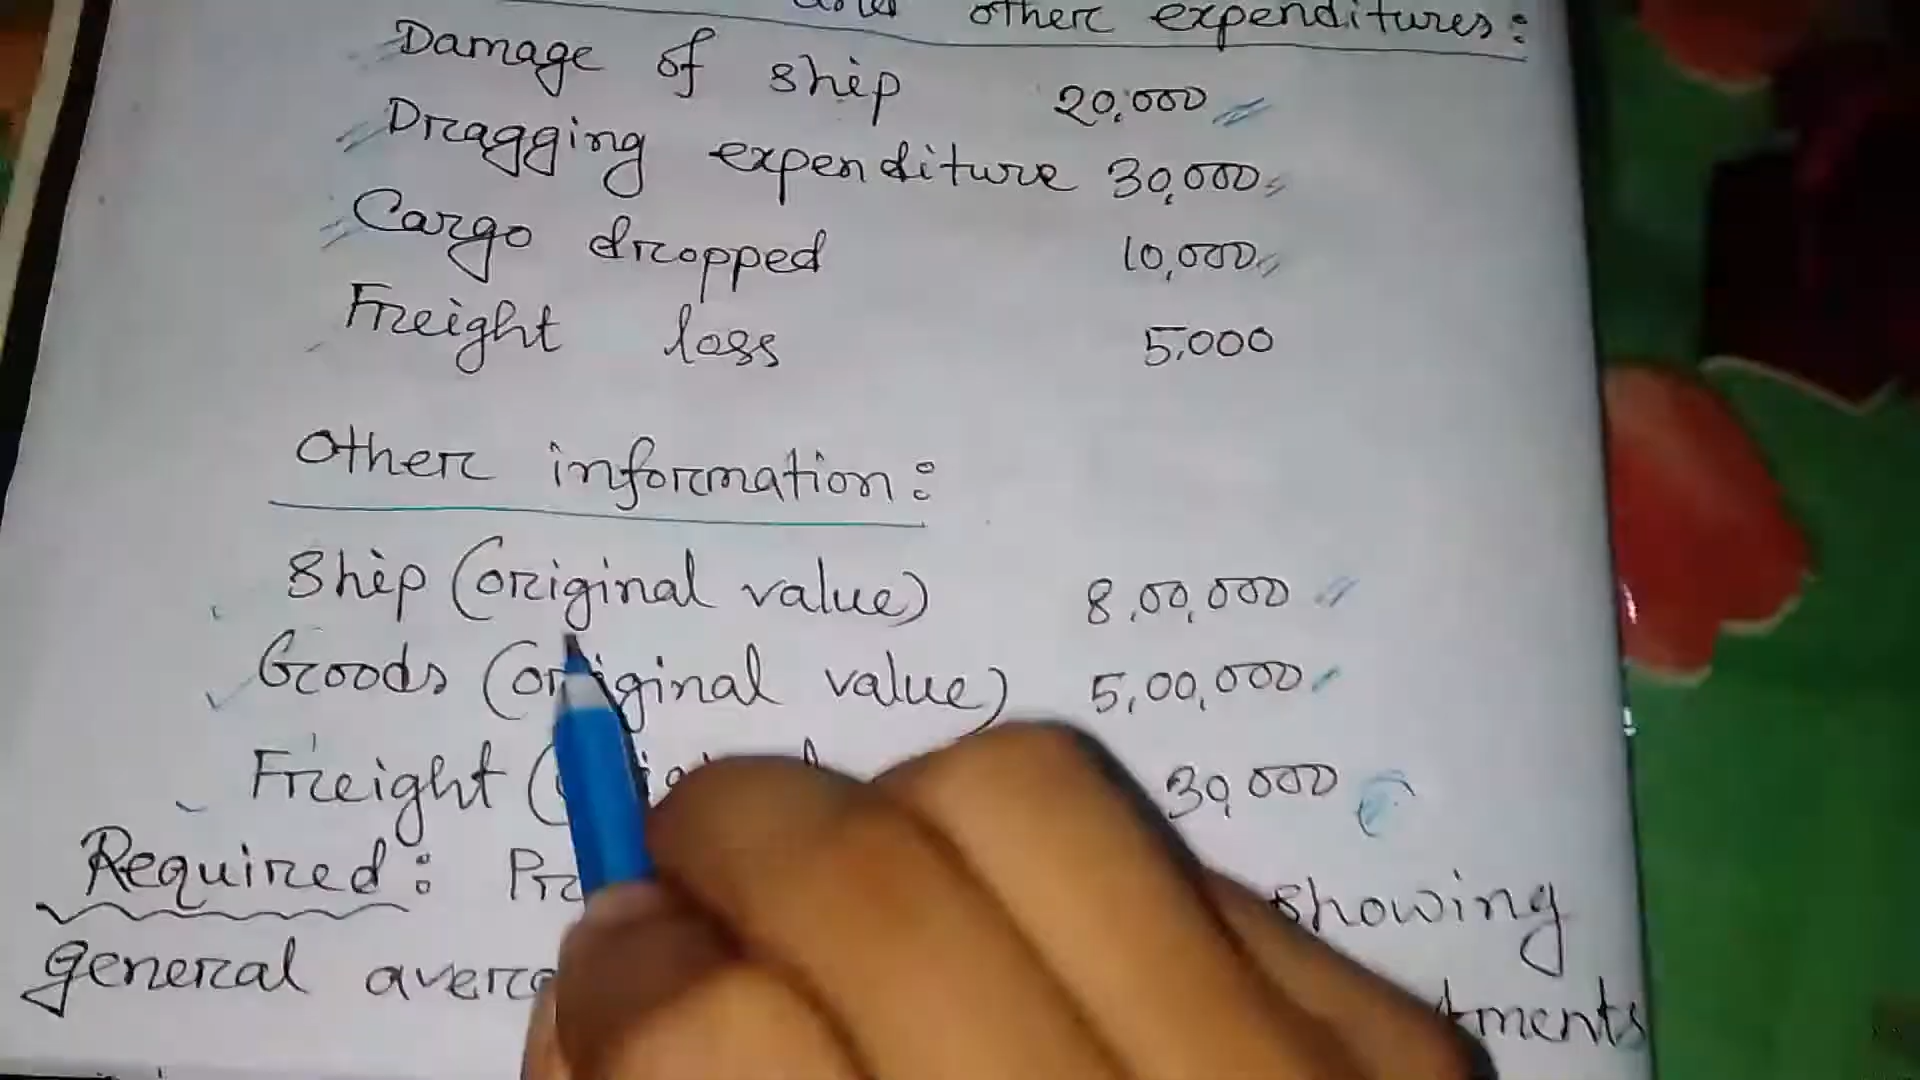 other expenditures:
Damage of ship 20,000
Dragging expenditure 30,000
Cargo dropped 10,000
Freight loss 5,000
Other information:
Ship (original value) 8,00,000
Goods (original value) 5,00,000
Freight 30,000
Required: showing
general